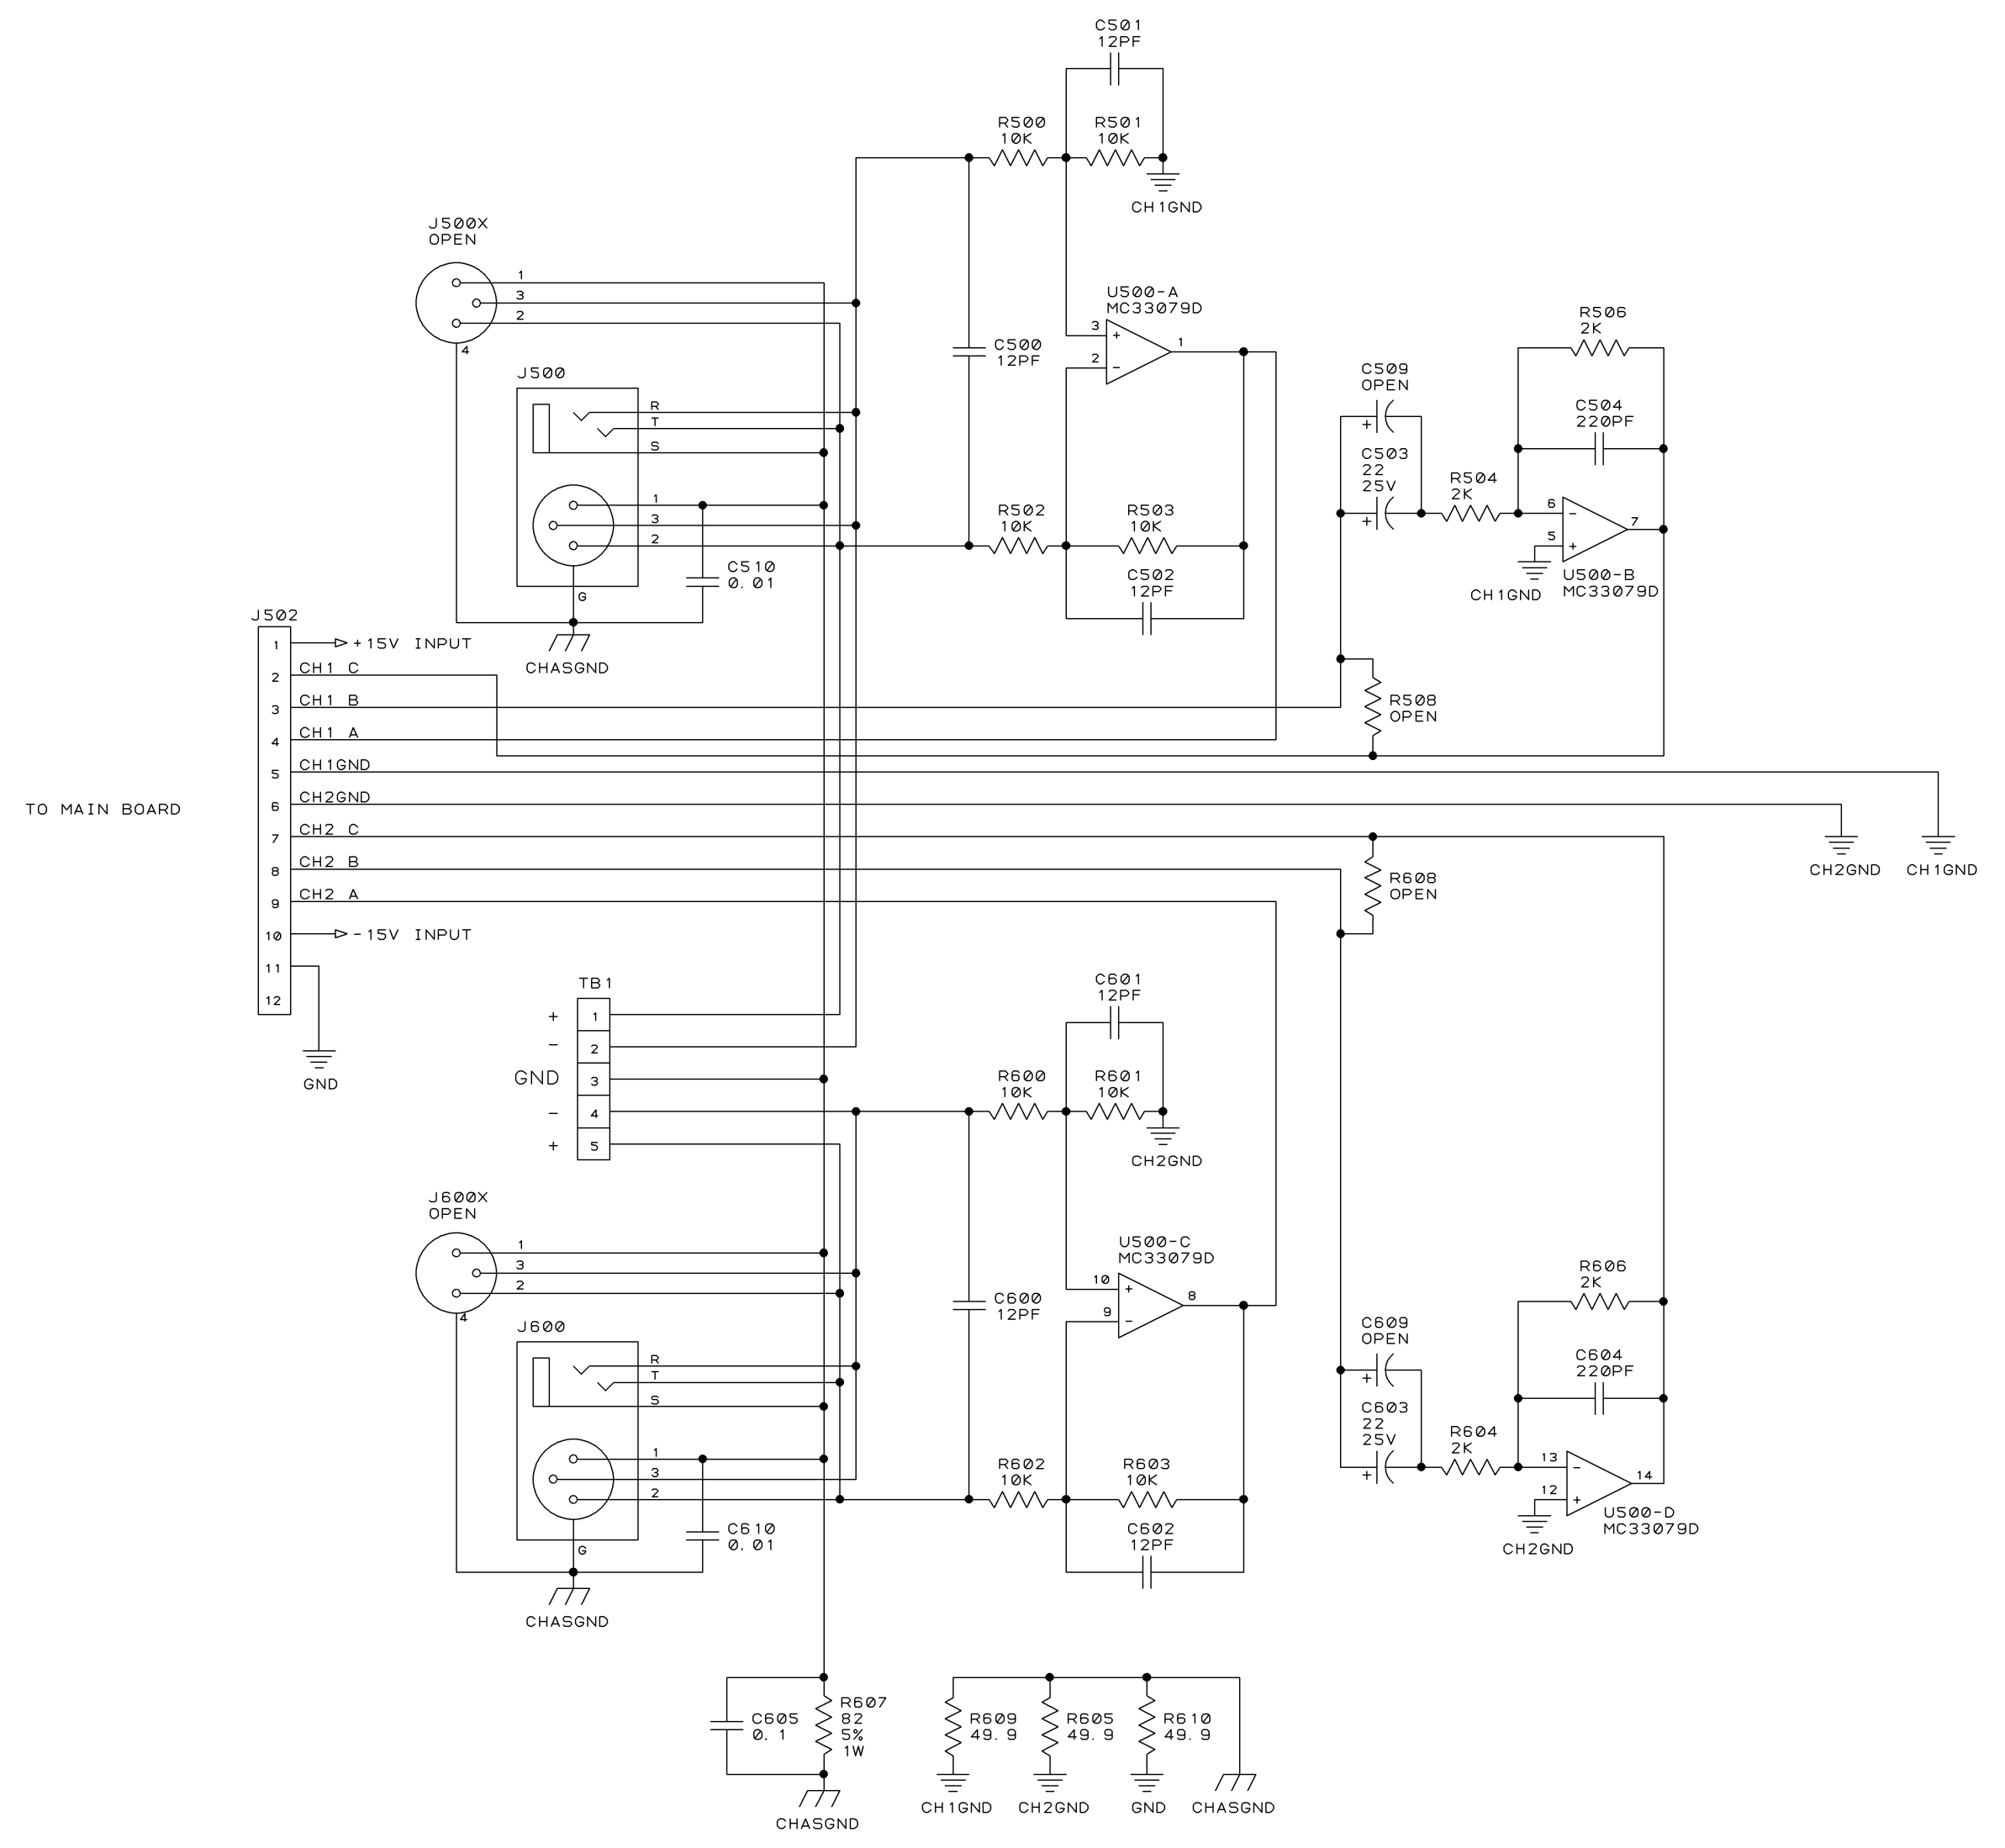 C501
12PF
R500
10K
R501
10K
CH1GND
J500X
OPEN
1
3
2
4
U500-A
MC33079D
3
+
2
-
1
C500
12PF
R506
2K
J500
R
T
S
1
3
2
G
C509
OPEN
+
C504
220PF
C503
22
25V
+
R504
2K
6
-
5
+
7
CH1GND
U500-B
MC33079D
R502
10K
R503
10K
C502
12PF
C510
0.01
CHASGND
J502
1
+15V INPUT
2
CH1 C
3
CH1 B
4
CH1 A
5
CH1GND
6
CH2GND
7
CH2 C
8
CH2 B
9
CH2 A
10
-15V INPUT
11
12
GND
TO MAIN BOARD
R508
OPEN
CH2GND
CH1GND
R608
OPEN
TB1
+
1
-
2
GND
3
-
4
+
5
C601
12PF
R600
10K
R601
10K
CH2GND
J600X
OPEN
1
3
2
4
U500-C
MC33079D
10
+
9
-
8
C600
12PF
R606
2K
J600
R
T
S
1
3
2
G
C609
OPEN
+
C604
220PF
C603
22
25V
+
R604
2K
13
-
12
+
14
U500-D
MC33079D
CH2GND
R602
10K
R603
10K
C602
12PF
C610
0.01
CHASGND
C605
0.1
R607
82
5%
1W
CHASGND
R609
49.9
R605
49.9
R610
49.9
CH1GND
CH2GND
GND
CHASGND